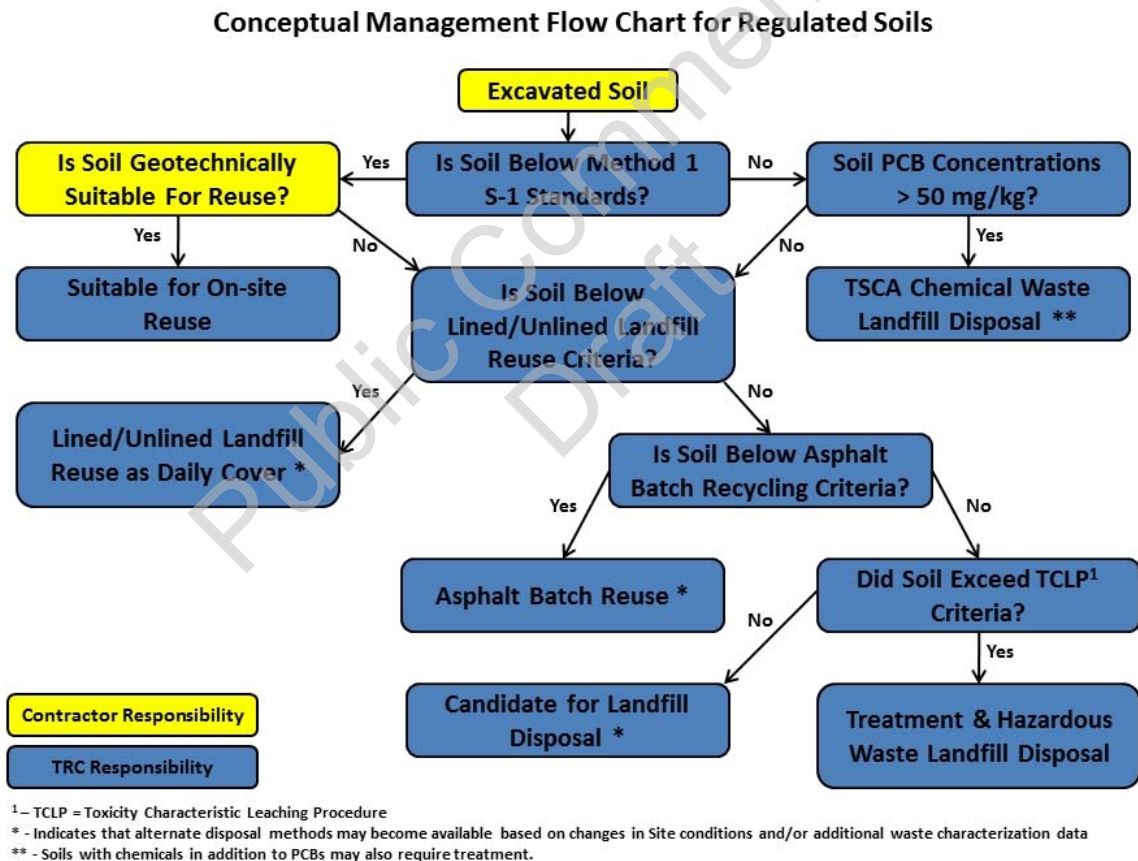 Conceptual Management Flow Chart for Regulated Soils
Excavated Soil
Is Soil Geotechnically
Suitable For Reuse?
Yes
Is Soil Below Method 1
S-1 Standards?
No
Soil PCB Concentrations
> 50 mg/kg?
Yes
No
No
Yes
Suitable for On-site
Reuse
Is Soil Below
Lined/Unlined Landfill
Reuse Criteria?
TSCA Chemical Waste
Landfill Disposal **
Yes
No
Lined/Unlined Landfill
Reuse as Daily Cover *
Is Soil Below Asphalt
Batch Recycling Criteria?
Yes
No
Asphalt Batch Reuse *
Did Soil Exceed TCLP¹
Criteria?
No
Yes
Candidate for Landfill
Disposal *
Treatment & Hazardous
Waste Landfill Disposal
Contractor Responsibility
TRC Responsibility
¹ – TCLP = Toxicity Characteristic Leaching Procedure
* - Indicates that alternate disposal methods may become available based on changes in Site conditions and/or additional waste characterization data
** - Soils with chemicals in addition to PCBs may also require treatment.
Public Commen
Draft